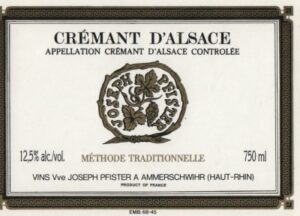 CRÉMANT D'ALSACE
APPELLATION CRÉMANT D'ALSACE CONTROLÉE
JOSEPH PFISTER
12,5% alc./vol.
MÉTHODE TRADITIONNELLE
750 ml
VINS Vve JOSEPH PFISTER A AMMERSCHWIHR (HAUT-RHIN)
PRODUCT OF FRANCE
EMB 68-45